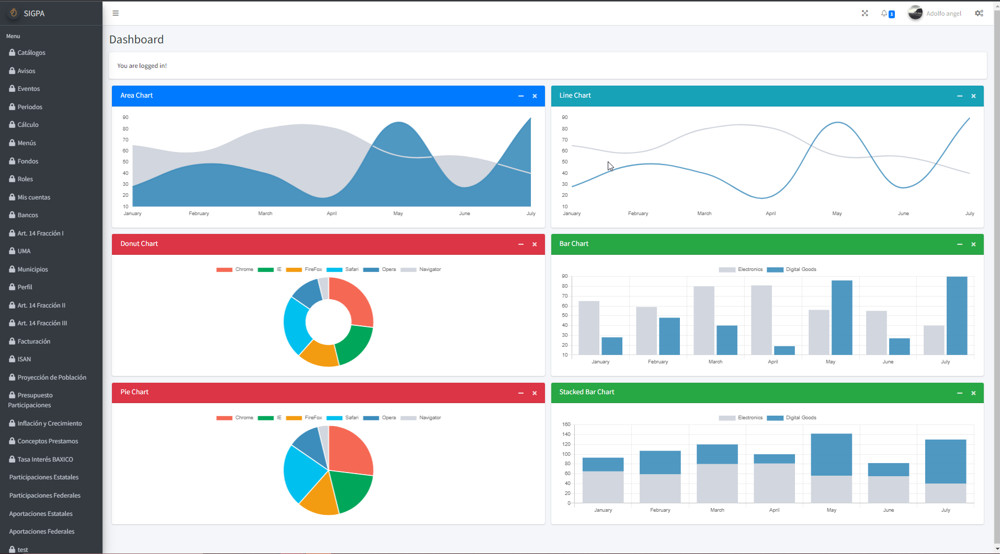 SIGPA
1
Adolfo angel
Menu
Catálogos
Avisos
Eventos
Periodos
Cálculo
Menús
Fondos
Roles
Mis cuentas
Bancos
Art. 14 Fracción I
UMA
Municipios
Perfil
Art. 14 Fracción II
Art. 14 Fracción III
Facturación
ISAN
Proyección de Población
Presupuesto
Participaciones
Inflación y Crecimiento
Conceptos Prestamos
Tasa Interés BAXICO
Participaciones Estatales
Participaciones Federales
Aportaciones Estatales
Aportaciones Federales
test
Dashboard
You are logged in!
Area Chart
90
80
70
60
50
40
30
20
10
January February March April May June July
Line Chart
90
80
70
60
50
40
30
20
10
January February March April May June July
Donut Chart
Chrome IE FireFox Safari Opera Navigator
Bar Chart
Electronics Digital Goods
90
80
70
60
50
40
30
20
10
January February March April May June July
Pie Chart
Chrome IE FireFox Safari Opera Navigator
Stacked Bar Chart
Electronics Digital Goods
160
140
120
100
80
60
40
20
0
January February March April May June July